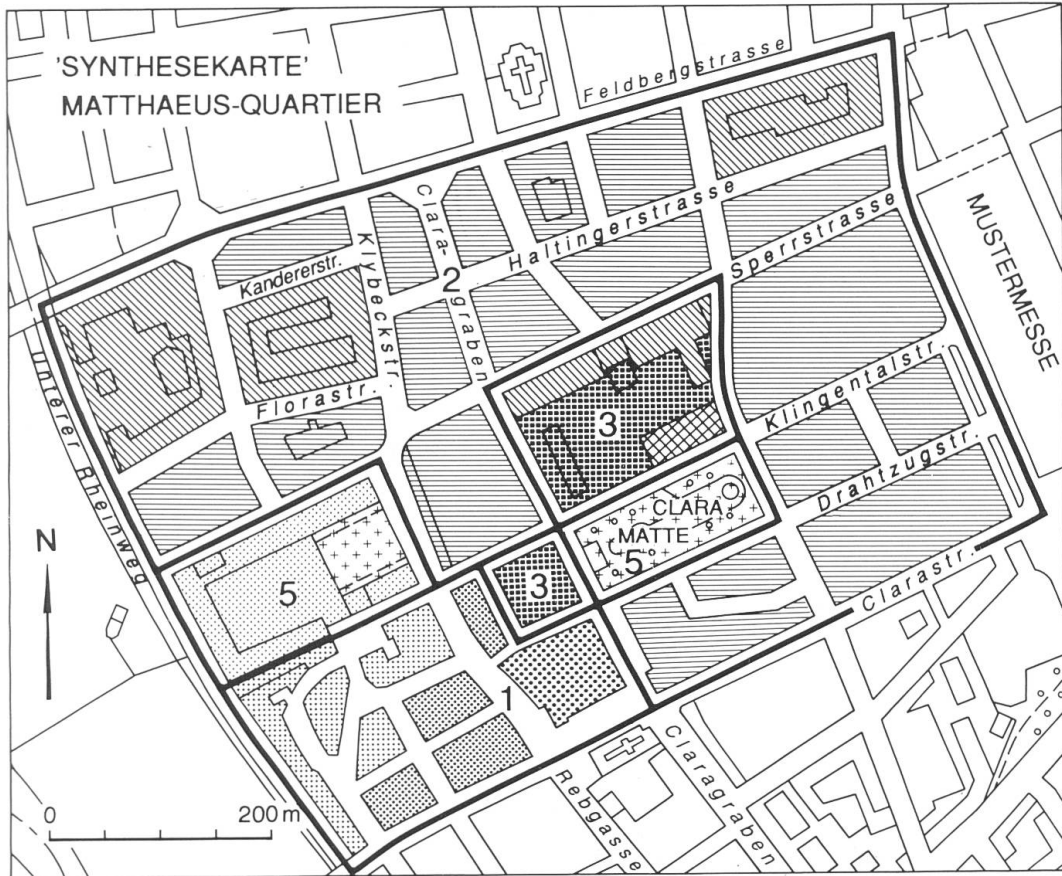 'SYNTHESEKARTE'
MATTHAEUS-QUARTIER
Feldbergstrasse
Clara-
graben
Haltingerstrasse
Sperrstrasse
MUSTERMESSE
Kandererstr.
Klybeckstr.
2
Unterer Rheinweg
Florastr.
3
Klingentalstr.
Drahtzugstr.
CLARA
MATTE
5
N
5
3
Clarastr.
1
0
200 m
Rebgasse
Claragraben